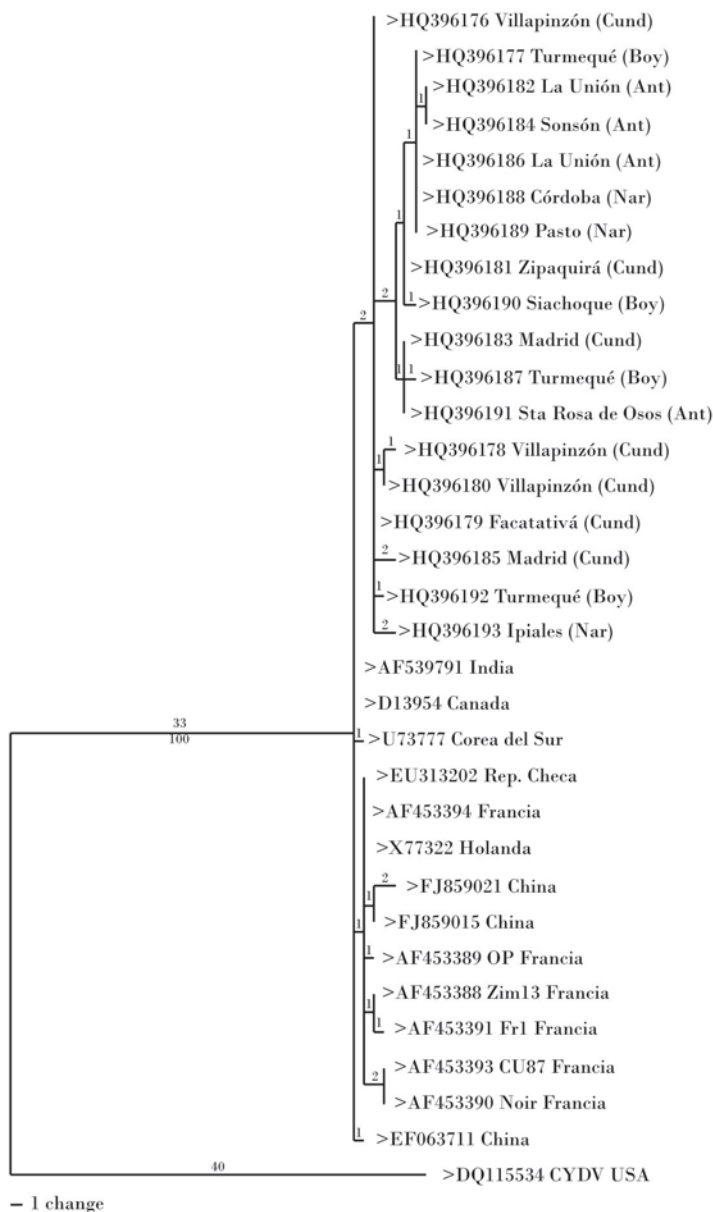 >HQ396176 Villapinzón (Cund)
>HQ396177 Turmequé (Boy)
1
>HQ396182 La Unión (Ant)
>HQ396184 Sonsón (Ant)
1
>HQ396186 La Unión (Ant)
>HQ396188 Córdoba (Nar)
1
>HQ396189 Pasto (Nar)
>HQ396181 Zipaquirá (Cund)
2
1
>HQ396190 Siachoque (Boy)
2
>HQ396183 Madrid (Cund)
1 1
>HQ396187 Turmequé (Boy)
>HQ396191 Sta Rosa de Osos (Ant)
1
>HQ396178 Villapinzón (Cund)
1
>HQ396180 Villapinzón (Cund)
>HQ396179 Facatativá (Cund)
2
>HQ396185 Madrid (Cund)
1
>HQ396192 Turmequé (Boy)
2
>HQ396193 Ipiales (Nar)
>AF539791 India
>D13954 Canada
33
100
1
>U73777 Corea del Sur
>EU313202 Rep. Checa
>AF453394 Francia
>X77322 Holanda
2
>FJ859021 China
1
>FJ859015 China
1
1
>AF453389 OP Francia
>AF453388 Zim13 Francia
1
1
>AF453391 Fr1 Francia
>AF453393 CU87 Francia
2
>AF453390 Noir Francia
1
>EF063711 China
40
>DQ115534 CYDV USA
1 change